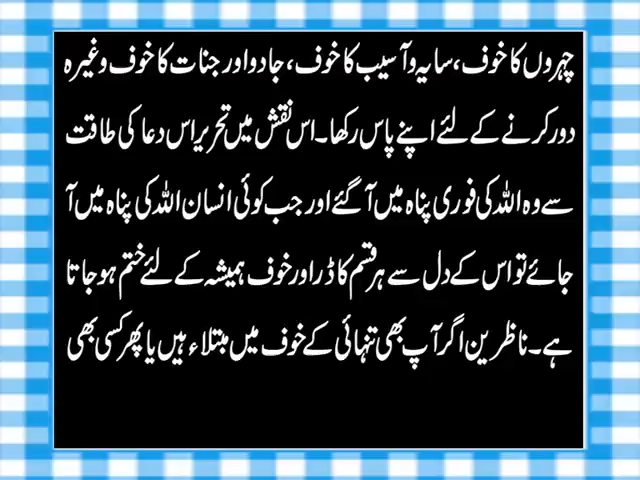 چہروں کا خوف، سایہ و آسیب کا خوف، جادو اور جنات کا خوف وغیرہ
دور کرنے کے لئے اپنے پاس رکھا۔ اس نقش میں تحریر اس دعا کی طاقت
سے وہ اللہ کی فوری پناہ میں آ گئے اور جب کوئی انسان اللہ کی پناہ میں آ
جائے تو اس کے دل سے ہر قسم کا ڈر اور خوف ہمیشہ کے لئے ختم ہو جاتا
ہے۔ ناظرین اگر آپ بھی تنہائی کے خوف میں مبتلاء ہیں یا پھر کسی بھی